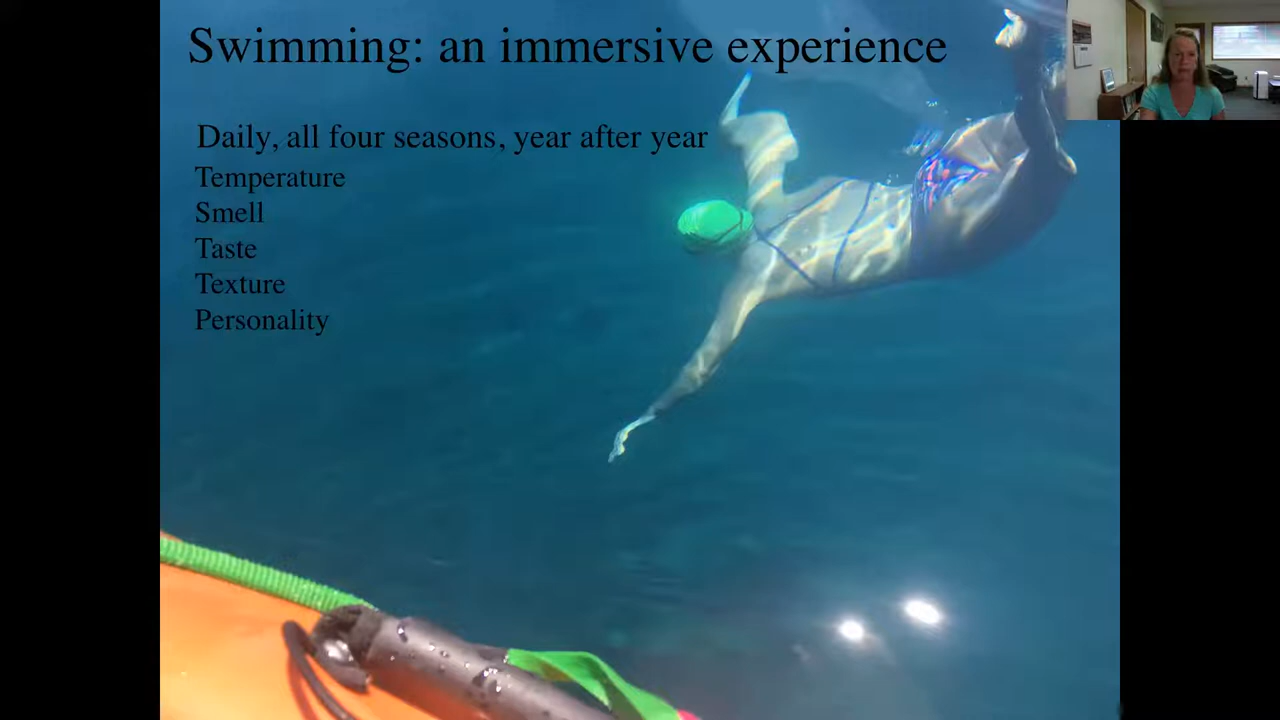 Swimming: an immersive experience
Daily, all four seasons, year after year
Temperature
Smell
Taste
Texture
Personality